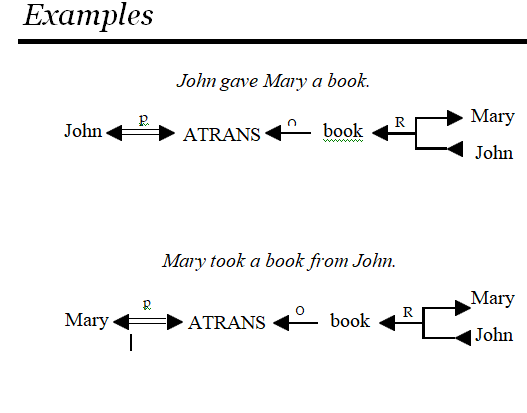 Examples
John gave Mary a book.
John p ATRANS o book R Mary
John
Mary took a book from John.
Mary p ATRANS o book R Mary
John